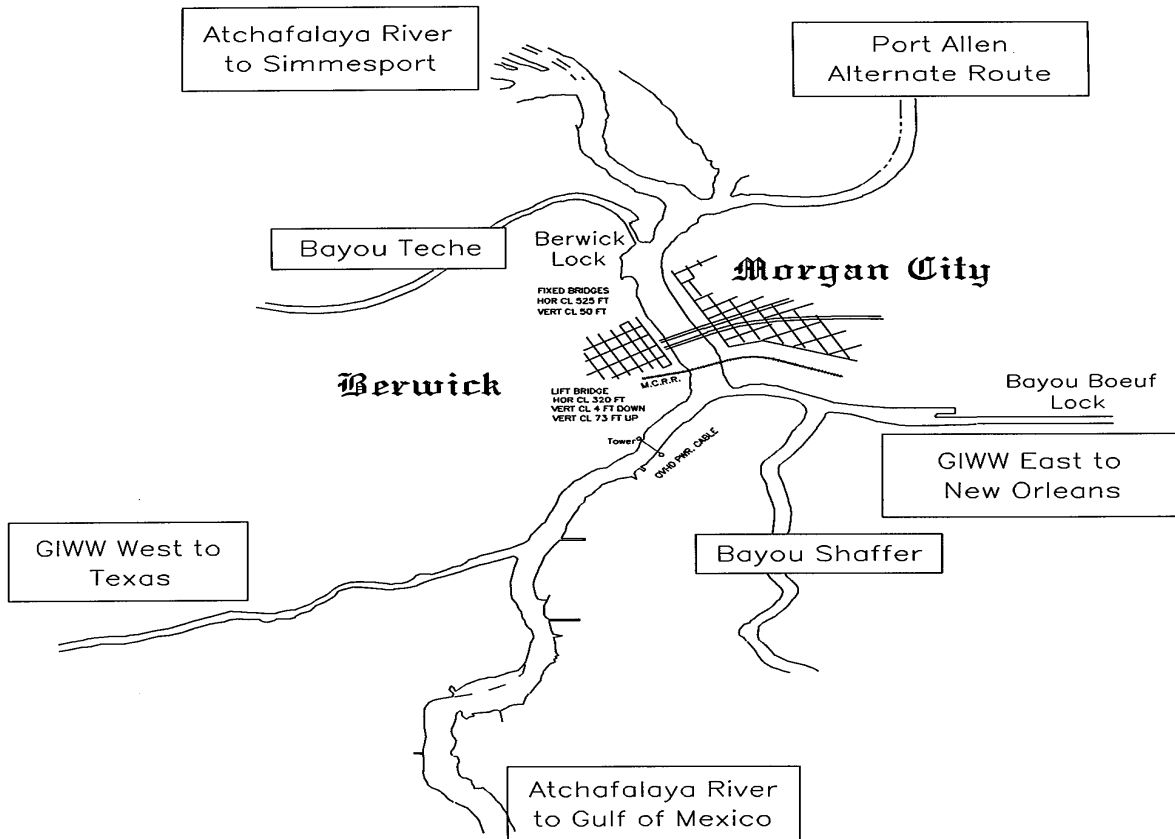 Atchafalaya River
to Simmesport
Port Allen
Alternate Route
Bayou Teche
Berwick
Lock
Morgan City
FIXED BRIDGES
HOR CL 525 FT
VERT CL 50 FT
Berwick
M.C.R.R.
LIFT BRIDGE
HOR CL 320 FT
VERT CL 4 FT DOWN
VERT CL 73 FT UP
Bayou Boeuf
Lock
Tower
OVHD PWR. CABLE
GIWW East to
New Orleans
GIWW West to
Texas
Bayou Shaffer
Atchafalaya River
to Gulf of Mexico